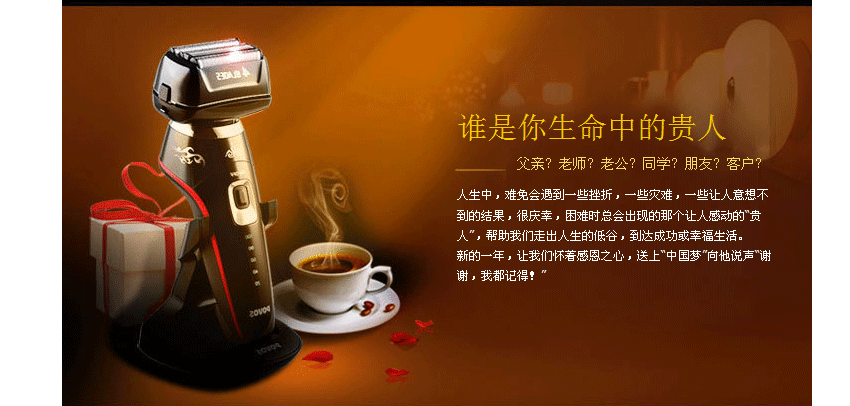 谁是你生命中的贵人
父亲？老师？老公？同学？朋友？客户？
人生中，难免会遇到一些挫折，一些灾难，一些让人意想不
到的结果，很庆幸，困难时总会出现的那个让人感动的“贵
人”，帮助我们走出人生的低谷，到达成功或幸福生活。
新的一年，让我们怀着感恩之心，送上“中国梦”向他说声“谢
谢，我都记得！”